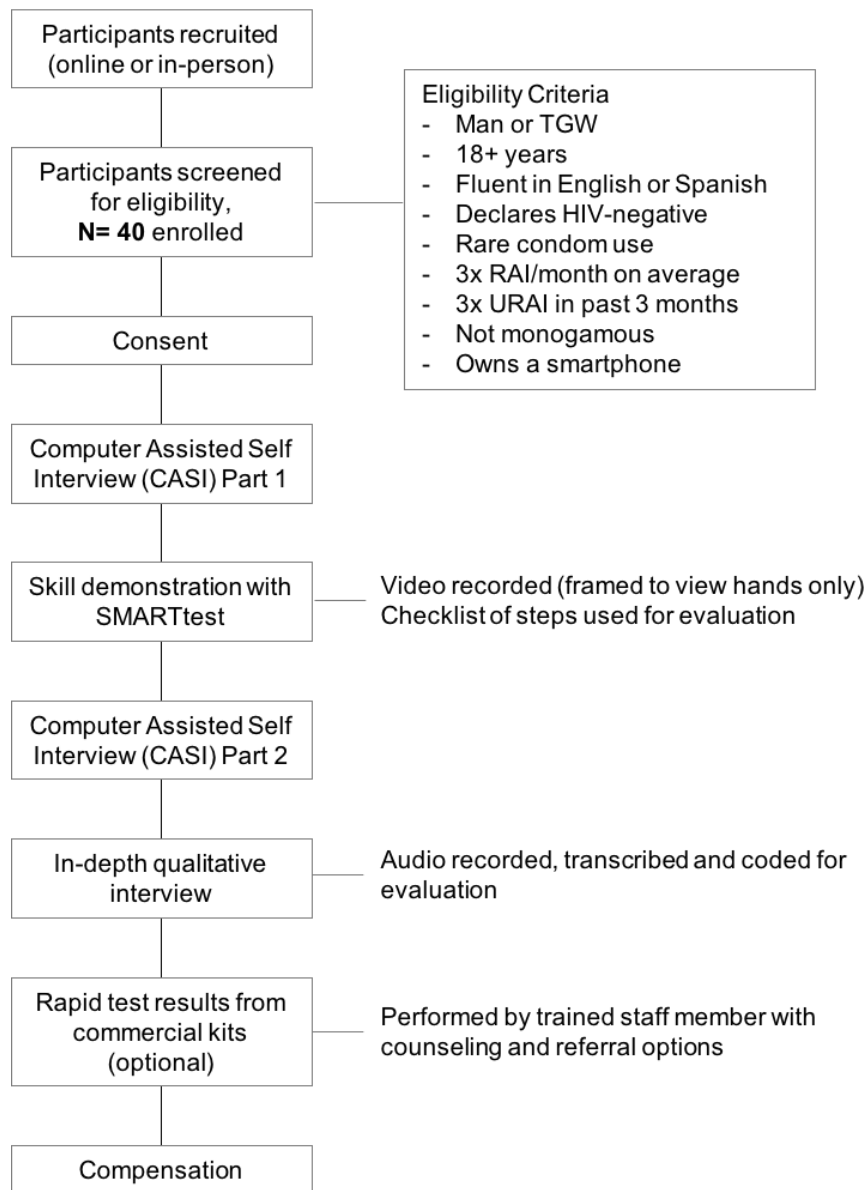 Participants recruited
(online or in-person)
Participants screened
for eligibility,
N= 40 enrolled
Eligibility Criteria
- Man or TGW
- 18+ years
- Fluent in English or Spanish
- Declares HIV-negative
- Rare condom use
- 3x RAI/month on average
- 3x URAI in past 3 months
- Not monogamous
- Owns a smartphone
Consent
Computer Assisted Self
Interview (CASI) Part 1
Skill demonstration with
SMARTtest
Video recorded (framed to view hands only)
Checklist of steps used for evaluation
Computer Assisted Self
Interview (CASI) Part 2
In-depth qualitative
interview
Audio recorded, transcribed and coded for
evaluation
Rapid test results from
commercial kits
(optional)
Performed by trained staff member with
counseling and referral options
Compensation